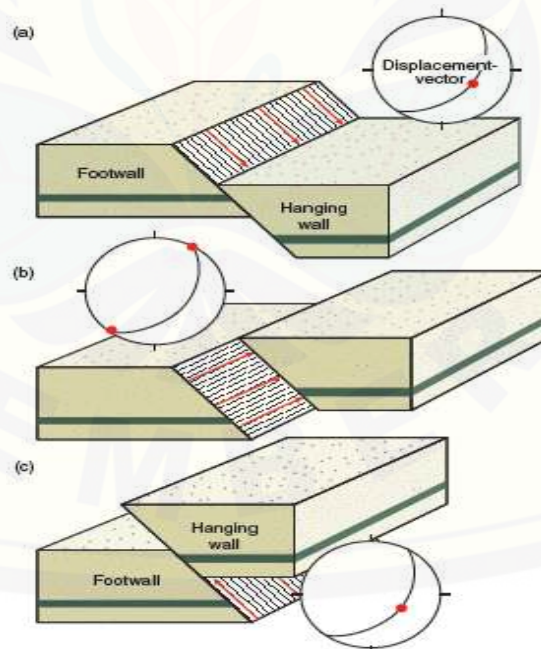 (a)
Displacement-
vector
Footwall
Hanging
wall
(b)
(c)
Hanging
wall
Footwall